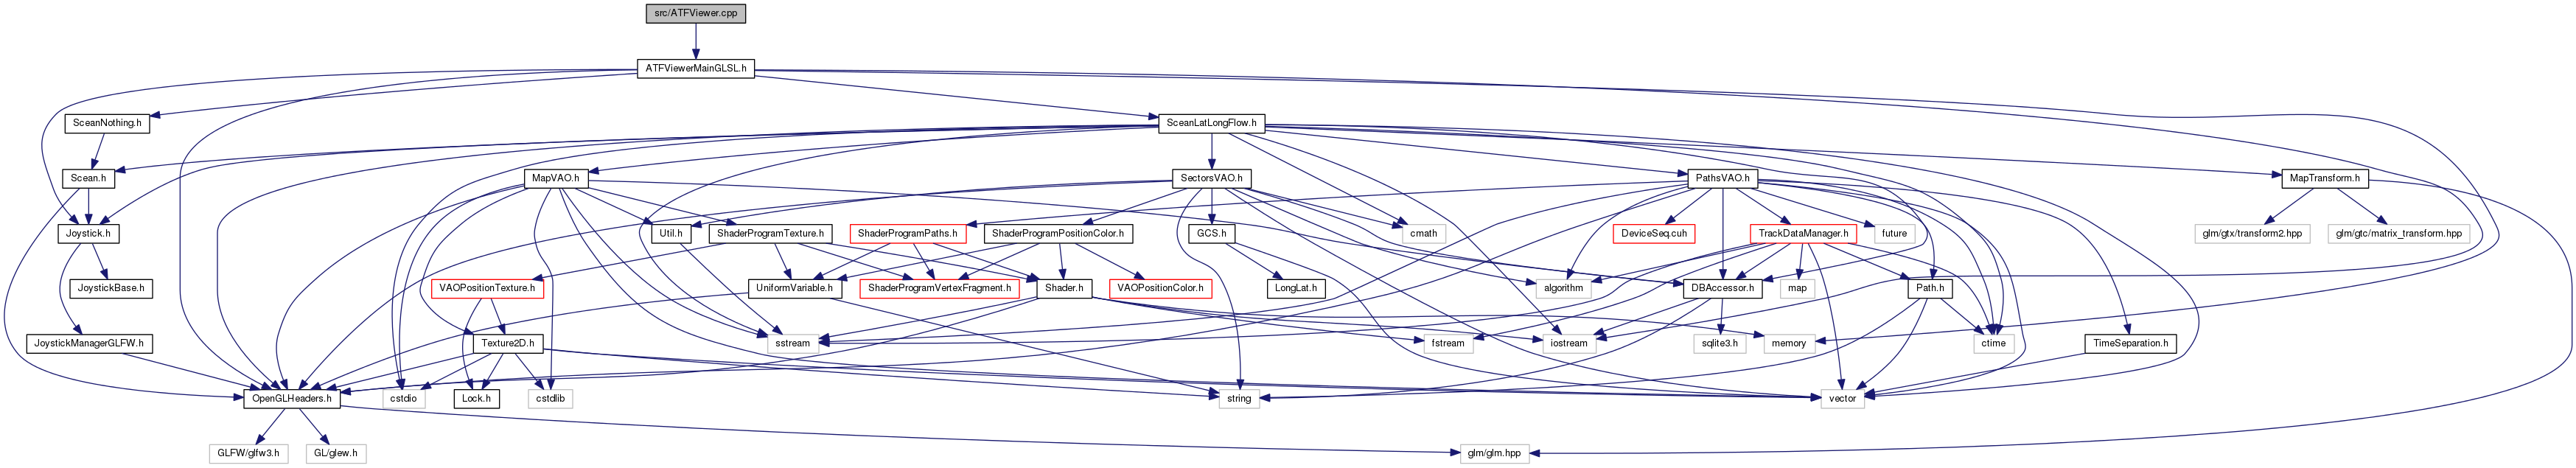 src/ATFViewer.cpp
ATFViewerMainGLSL.h
SceanNothing.h
SceanLatLongFlow.h
Scean.h
MapVAO.h
SectorsVAO.h
PathsVAO.h
MapTransform.h
Joystick.h
Util.h
ShaderProgramTexture.h
ShaderProgramPaths.h
ShaderProgramPositionColor.h
GCS.h
cmath
DeviceSeq.cuh
TrackDataManager.h
future
glm/gtx/transform2.hpp
glm/gtc/matrix_transform.hpp
JoystickBase.h
VAOPositionTexture.h
UniformVariable.h
ShaderProgramVertexFragment.h
Shader.h
VAOPositionColor.h
LongLat.h
algorithm
DBAccessor.h
map
Path.h
JoystickManagerGLFW.h
Texture2D.h
sstream
fstream
iostream
sqlite3.h
memory
ctime
TimeSeparation.h
OpenGLHeaders.h
cstdio
Lock.h
cstdlib
string
vector
GLFW/glfw3.h
GL/glew.h
glm/glm.hpp